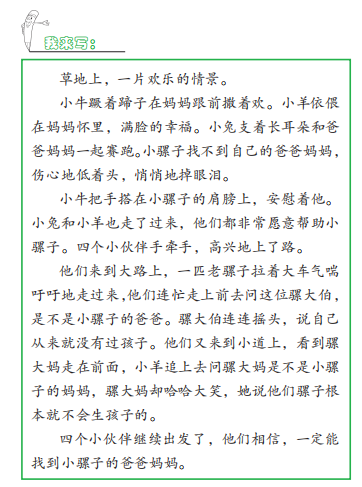 我来写：
草地上，一片欢乐的情景。
小牛蹶着蹄子在妈妈跟前撒着欢。小羊依偎
在妈妈怀里，满脸的幸福。小兔支着长耳朵和爸
爸妈妈一起赛跑。小骡子找不到自己的爸爸妈妈，
伤心地低着头，悄悄地掉眼泪。
小牛把手搭在小骡子的肩膀上，安慰着他。
小兔和小羊也走了过来，他们都非常愿意帮助小
骡子。四个小伙伴手牵手，高兴地上了路。
他们来到大路上，一匹老骡子拉着大车气喘
吁吁地走过来，他们连忙走上前去问这位骡大伯，
是不是小骡子的爸爸。骡大伯连连摇头，说自己
从来就没有过孩子。他们又来到小道上，看到骡
大妈走在前面，小羊追上去问骡大妈是不是小骡
子的妈妈，骡大妈却哈哈大笑，她说他们骡子根
本就不会生孩子的。
四个小伙伴继续出发了，他们相信，一定能
找到小骡子的爸爸妈妈。